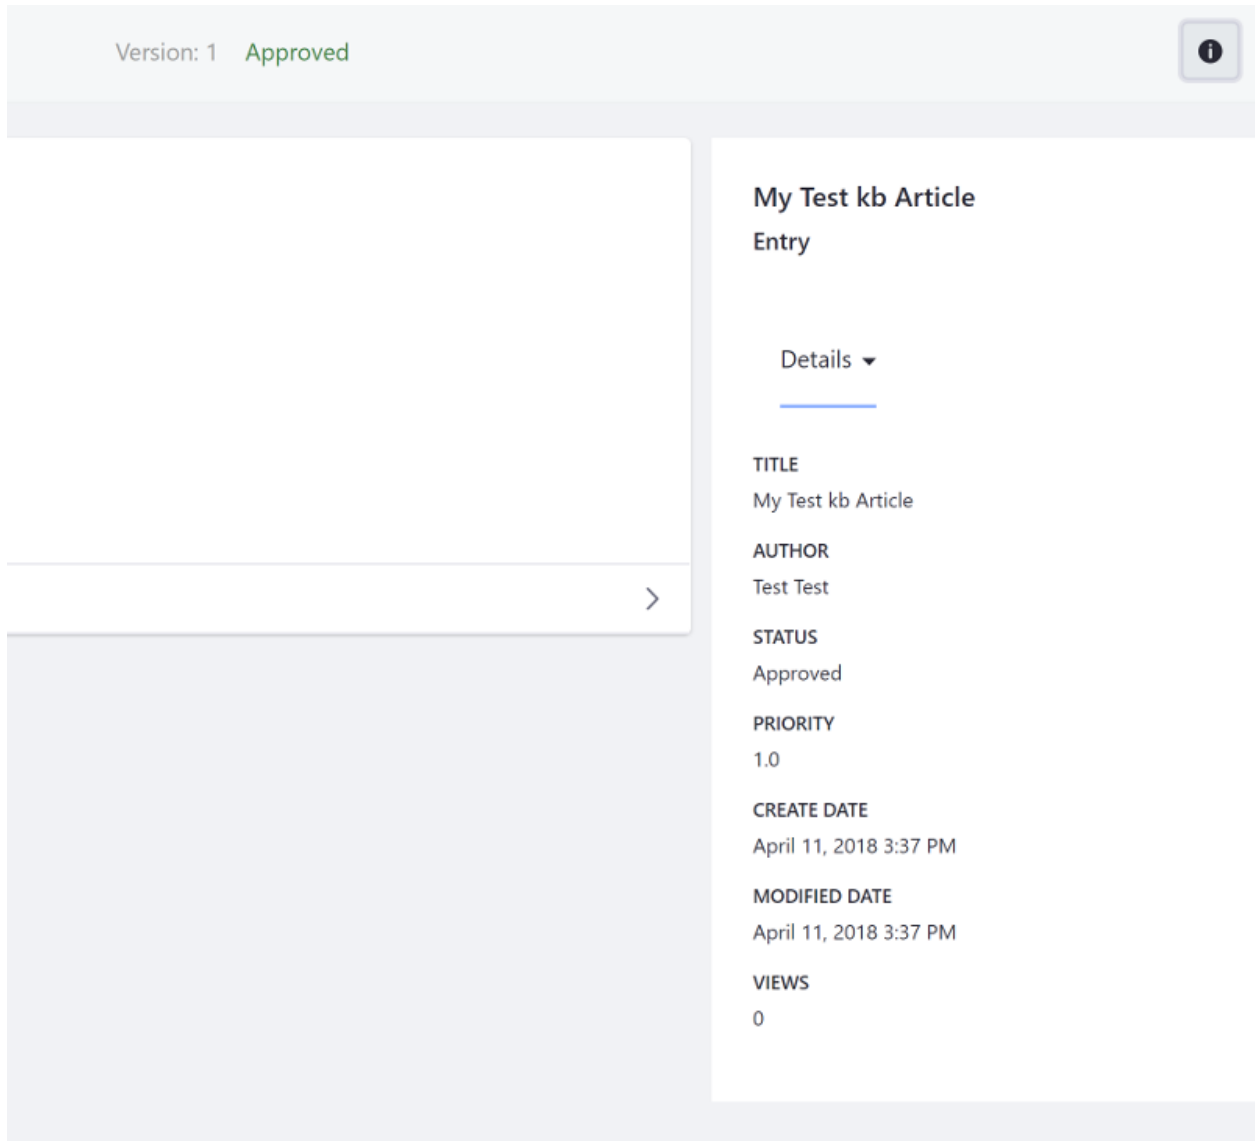 Version: 1 Approved
My Test kb Article
Entry
Details
TITLE
My Test kb Article
AUTHOR
Test Test
STATUS
Approved
PRIORITY
1.0
CREATE DATE
April 11, 2018 3:37 PM
MODIFIED DATE
April 11, 2018 3:37 PM
VIEWS
0